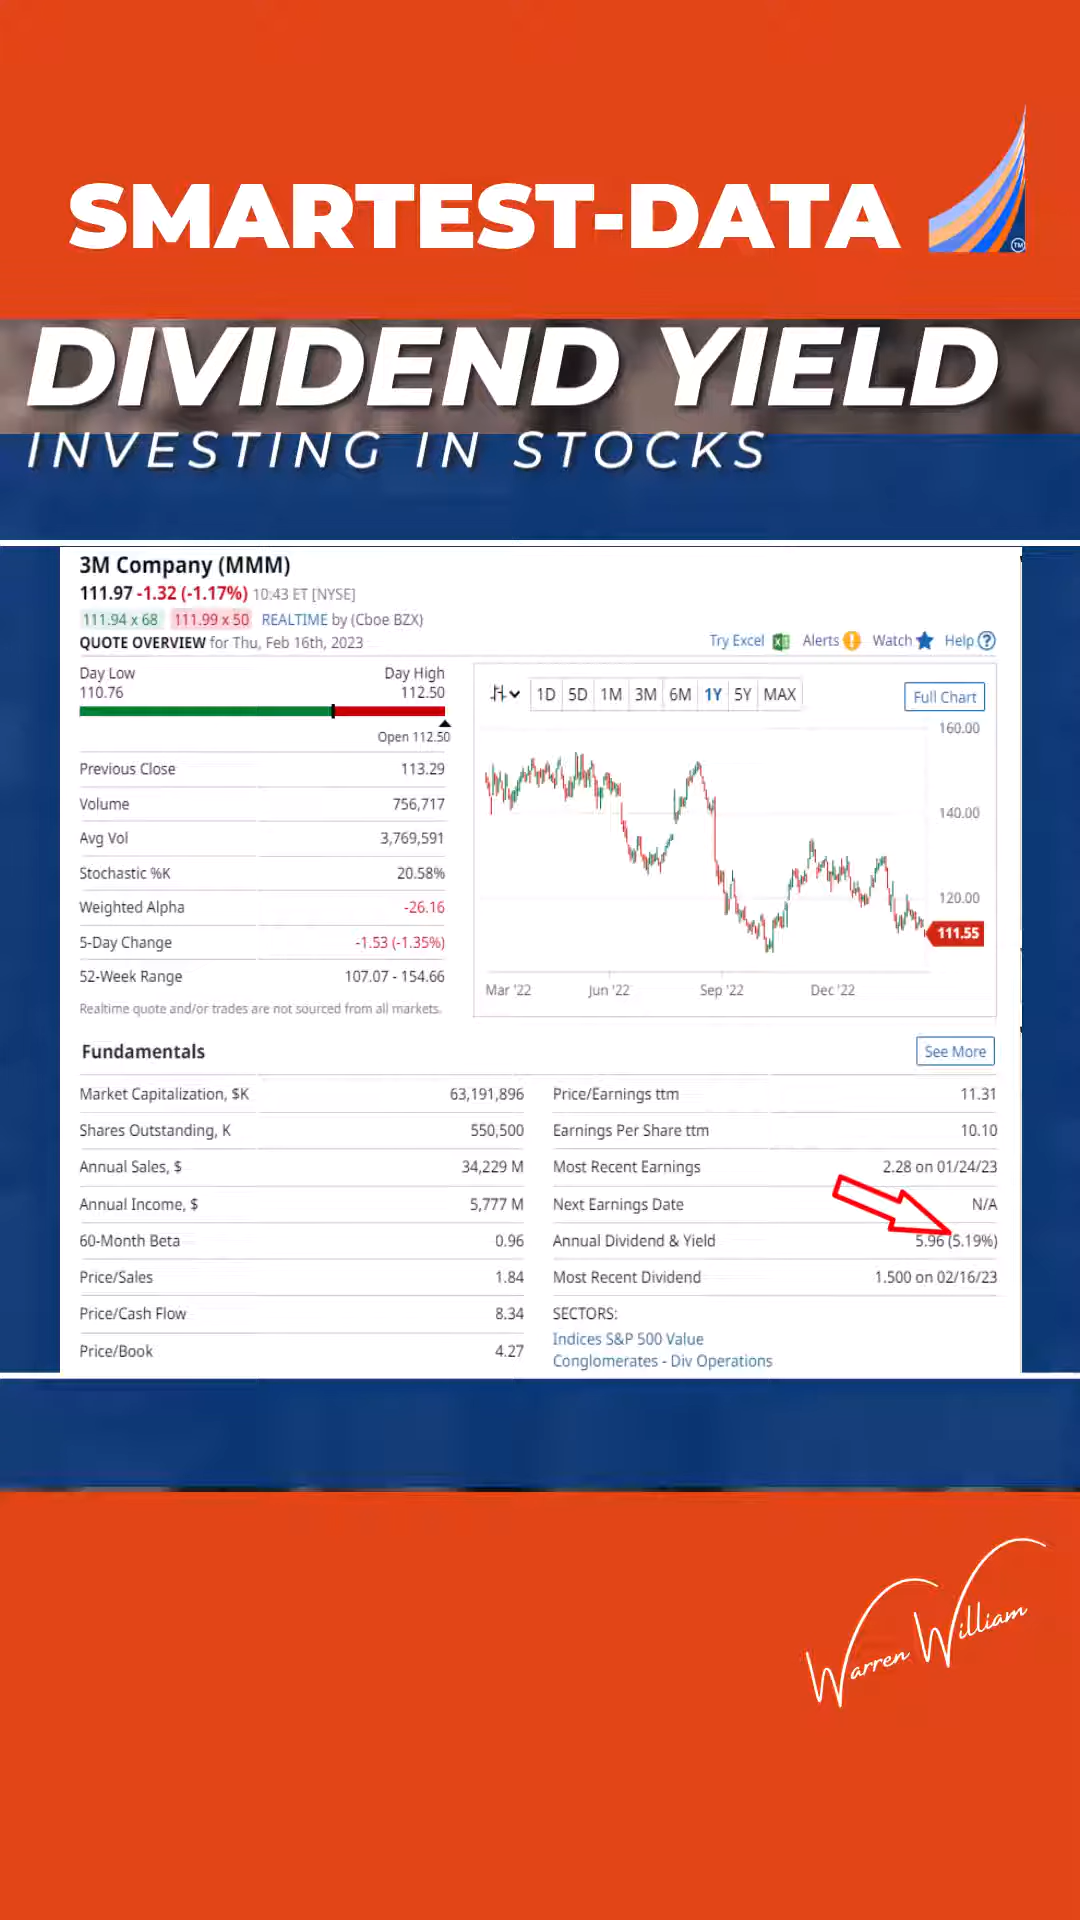 SMARTEST-DATA
TM
DIVIDEND YIELD
INVESTING IN STOCKS
3M Company (MMM)
111.97 -1.32 (-1.17%) 10:43 ET [NYSE]
111.94 x 68 111.99 x 50 REALTIME by (Cboe BZX)
QUOTE OVERVIEW for Thu, Feb 16th, 2023
Try Excel Alerts Watch Help
Day Low Day High
110.76 112.50
Open 112.50
Previous Close 113.29
Volume 756,717
Avg Vol 3,769,591
Stochastic %K 20.58%
Weighted Alpha -26.16
5-Day Change -1.53 (-1.35%)
52-Week Range 107.07 - 154.66
Realtime quote and/or trades are not sourced from all markets.
1D 5D 1M 3M 6M 1Y 5Y MAX
Full Chart
160.00
140.00
120.00
111.55
Mar '22 Jun '22 Sep '22 Dec '22
Fundamentals See More
Market Capitalization, $K 63,191,896 Price/Earnings ttm 11.31
Shares Outstanding, K 550,500 Earnings Per Share ttm 10.10
Annual Sales, $ 34,229 M Most Recent Earnings 2.28 on 01/24/23
Annual Income, $ 5,777 M Next Earnings Date N/A
60-Month Beta 0.96 Annual Dividend & Yield 5.96 (5.19%)
Price/Sales 1.84 Most Recent Dividend 1.500 on 02/16/23
Price/Cash Flow 8.34 SECTORS:
Indices S&P 500 Value
Price/Book 4.27
Conglomerates - Div Operations
Warren William